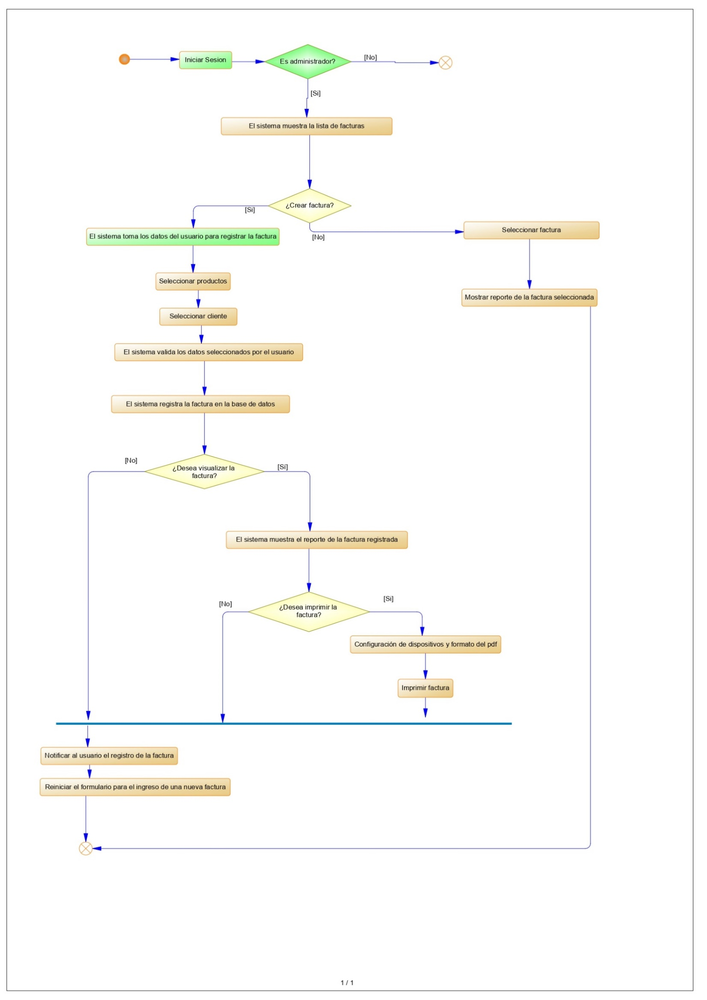 Iniciar Sesion
Es administrador?
[No]
[Si]
El sistema muestra la lista de facturas
¿Crear factura?
[Si]
[No]
Seleccionar factura
El sistema toma los datos del usuario para registrar la factura
Seleccionar productos
Mostrar reporte de la factura seleccionada
Seleccionar cliente
El sistema valida los datos seleccionados por el usuario
El sistema registra la factura en la base de datos
[No]
¿Desea visualizar la
factura?
[Sí]
El sistema muestra el reporte de la factura registrada
[No]
¿Desea imprimir la
factura?
[Si]
Configuración de dispositivos y formato del pdf
Imprimir factura
Notificar al usuario el registro de la factura
Reiniciar el formulario para el ingreso de una nueva factura
1 / 1